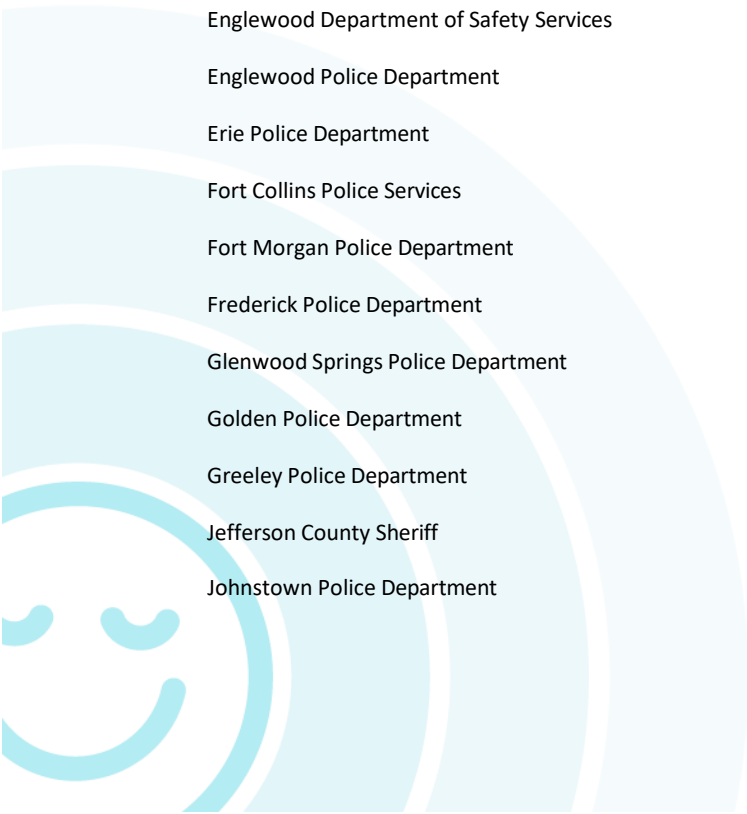 Englewood Department of Safety Services
Englewood Police Department
Erie Police Department
Fort Collins Police Services
Fort Morgan Police Department
Frederick Police Department
Glenwood Springs Police Department
Golden Police Department
Greeley Police Department
Jefferson County Sheriff
Johnstown Police Department